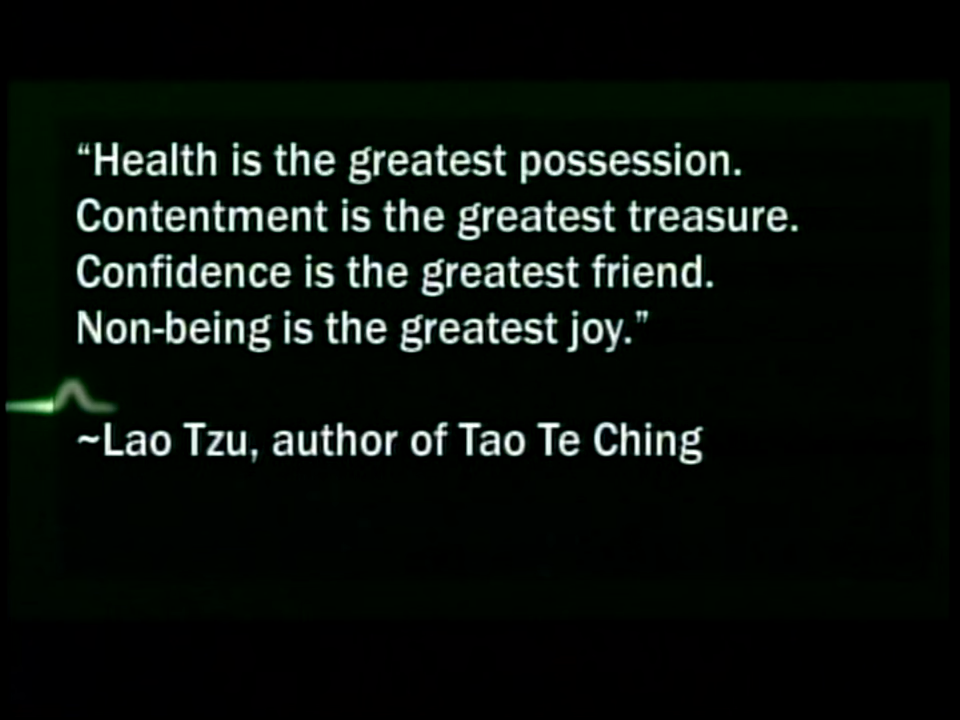 “Health is the greatest possession.
Contentment is the greatest treasure.
Confidence is the greatest friend.
Non-being is the greatest joy.”
~Lao Tzu, author of Tao Te Ching